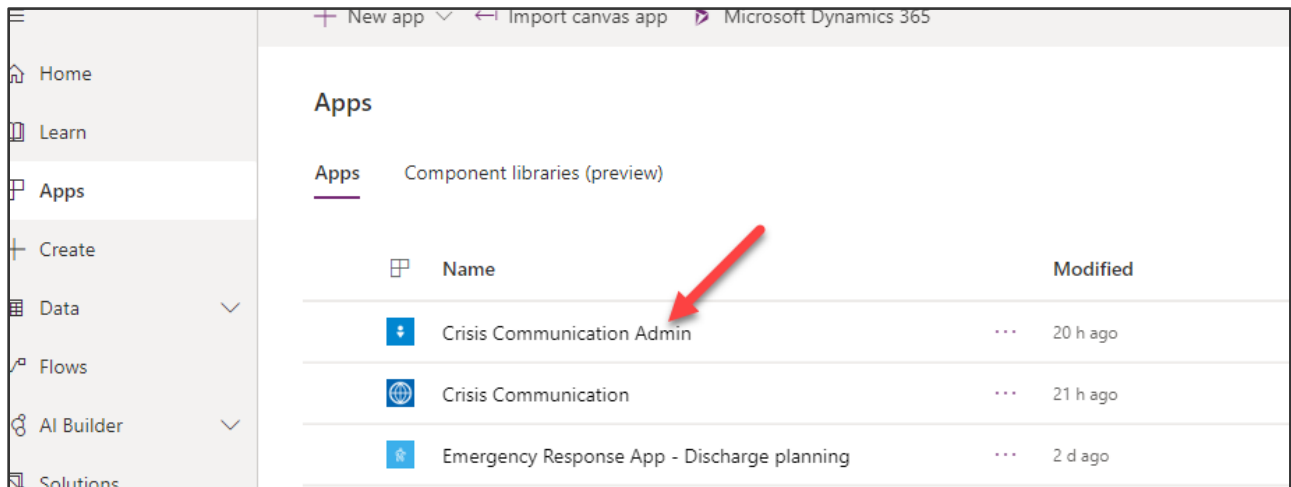 New app
Import canvas app
Microsoft Dynamics 365
Home
Learn
Apps
Create
Data
Flows
AI Builder
Solutions
Apps
Apps
Component libraries (preview)
Name
Modified
Crisis Communication Admin
...
20 h ago
Crisis Communication
...
21 h ago
Emergency Response App - Discharge planning
...
2 d ago